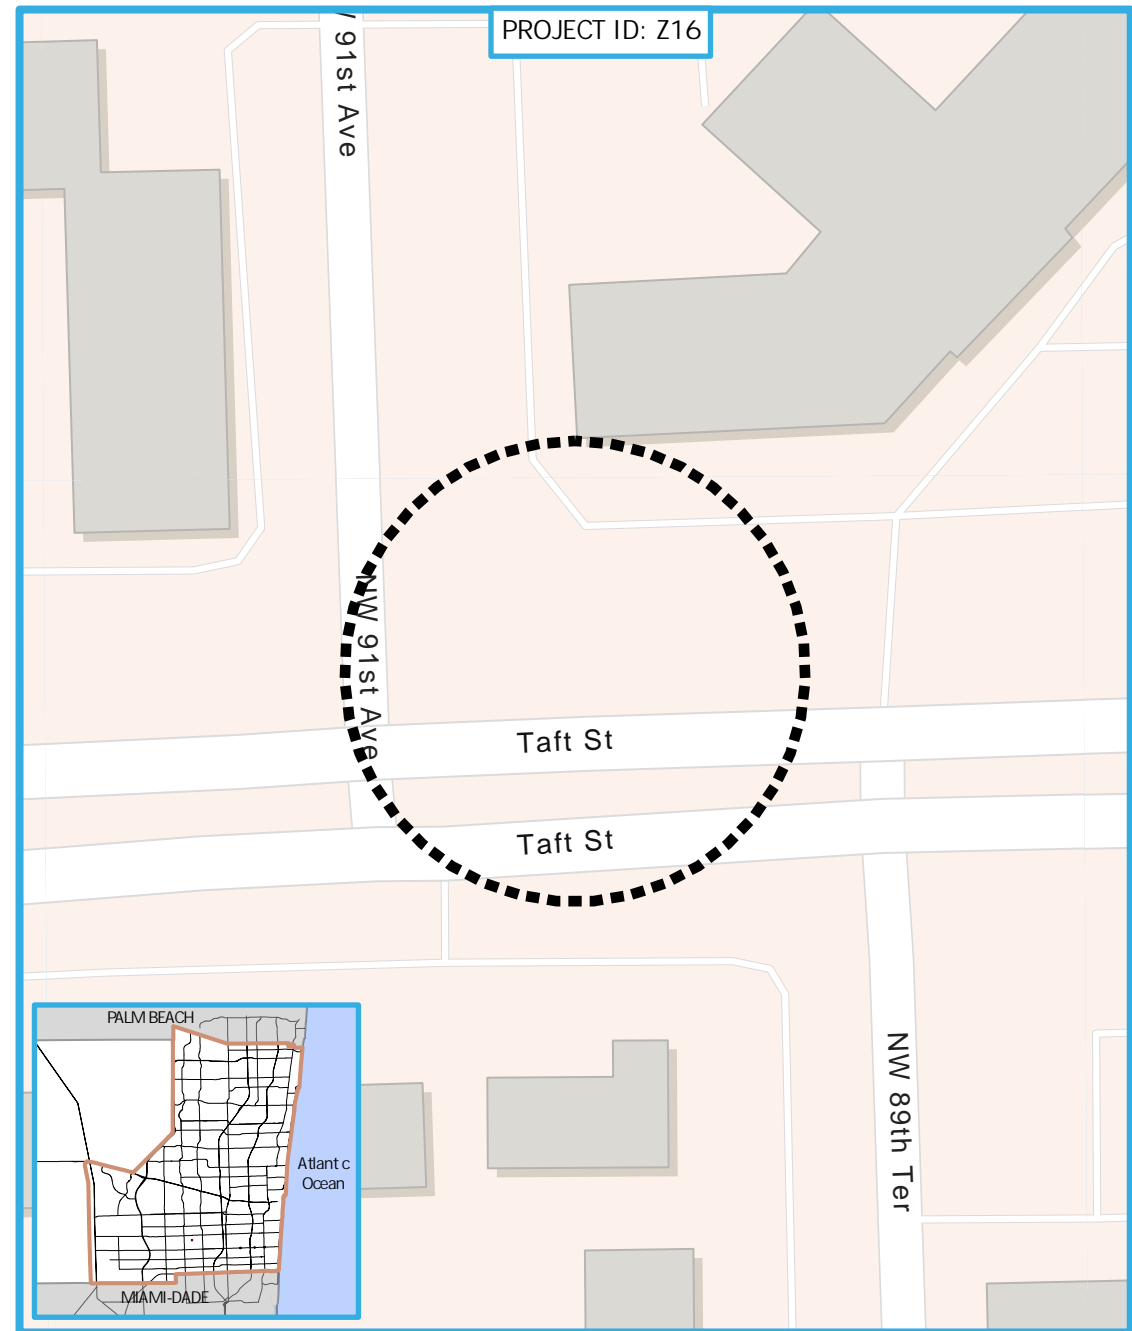 PROJECT ID: Z16
W 91st Ave
NW 91st Ave
Taft St
Taft St
NW 89th Ter
PALM BEACH
Atlant c
Ocean
MIAMI-DADE